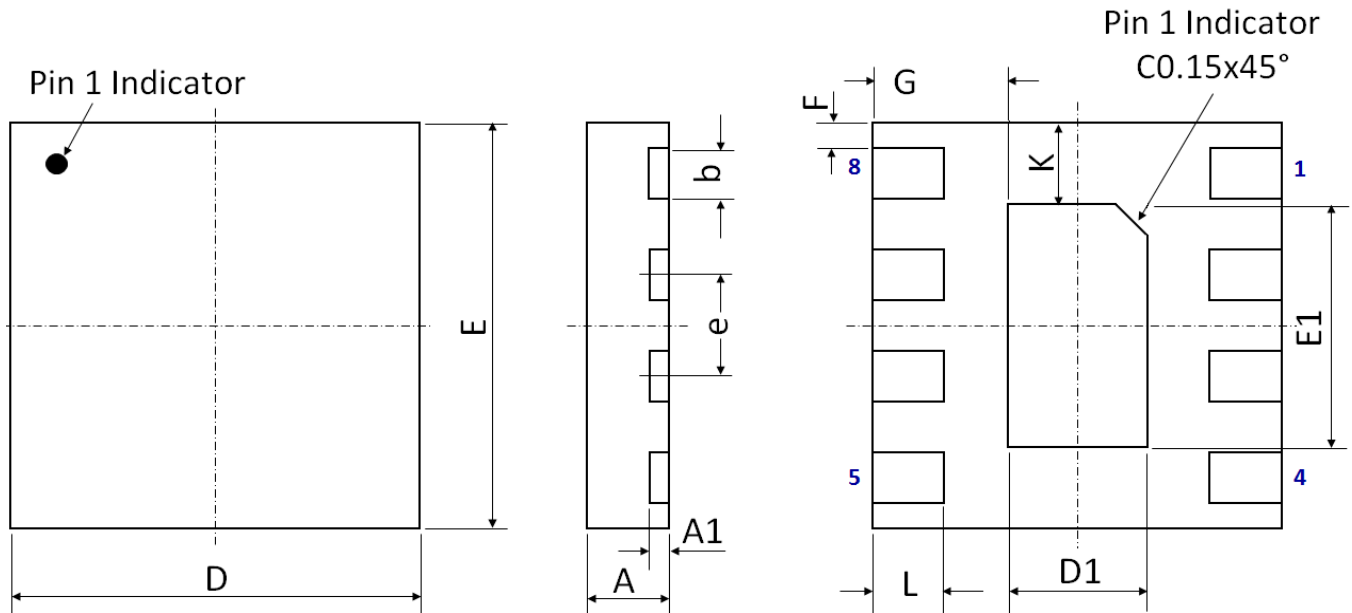 Pin 1 Indicator
Pin 1 Indicator
C0.15x45°
G
F
K
b
8
1
E
e
E1
5
4
A1
D
A
L
D1